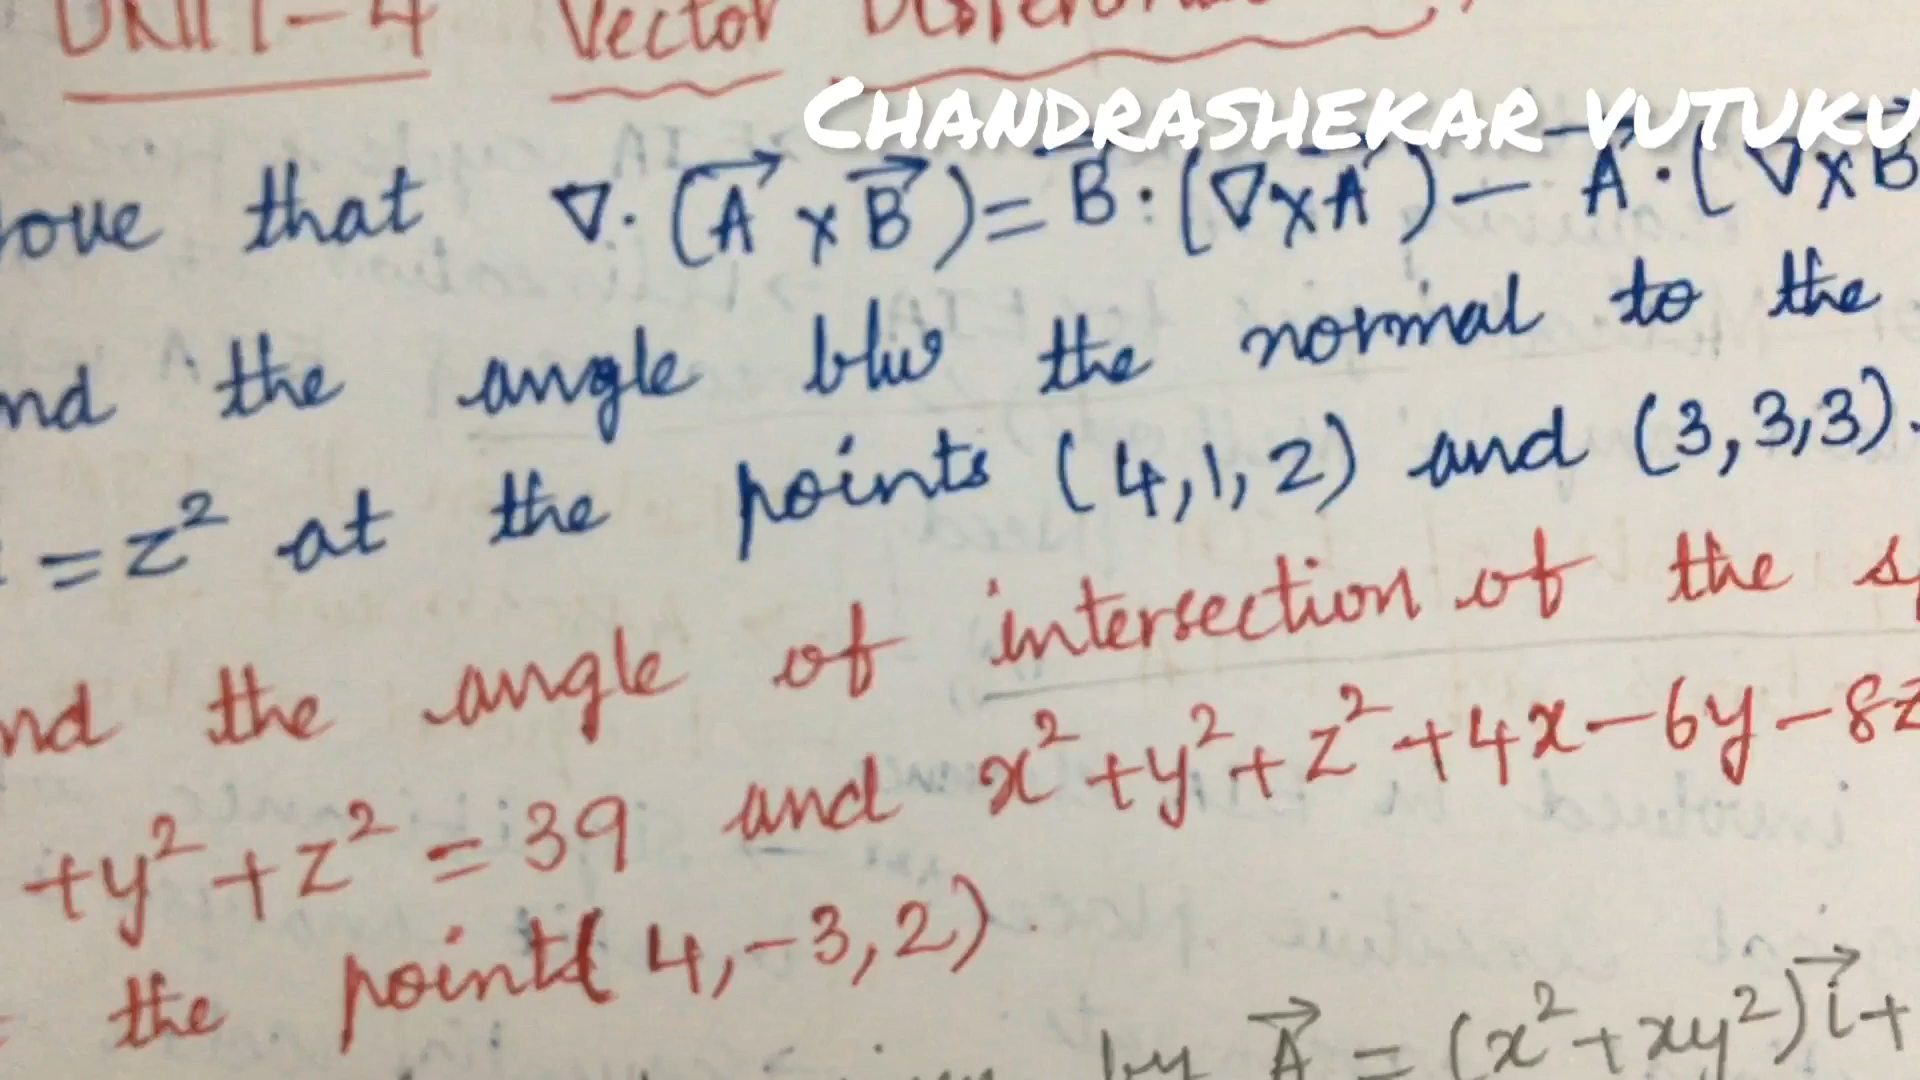 UNIT-4 Vector
CHANDRASHEKAR VUTUKU
ove that ∇·(A⃗ × B⃗) = B⃗·(∇×A⃗) − A⃗·(∇×B⃗
nd the angle b/w the normal to the
= z² at the points (4,1,2) and (3,3,3).
nd the angle of intersection of the sp
+y²+z² = 39 and x²+y²+z²+4x−6y−8z
the point (4,−3,2).
by A⃗ = (x²+xy²)i⃗+